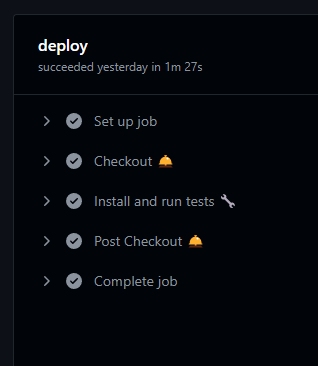 deploy
succeeded yesterday in 1m 27s
Set up job
Checkout 🛎️
Install and run tests 🔧
Post Checkout 🛎️
Complete job